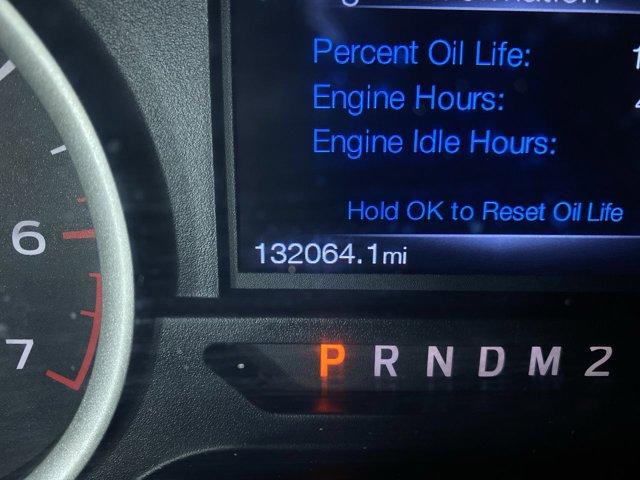 Percent Oil Life:
Engine Hours:
Engine Idle Hours:
Hold OK to Reset Oil Life
132064.1mi
6
7
P R N D M 2